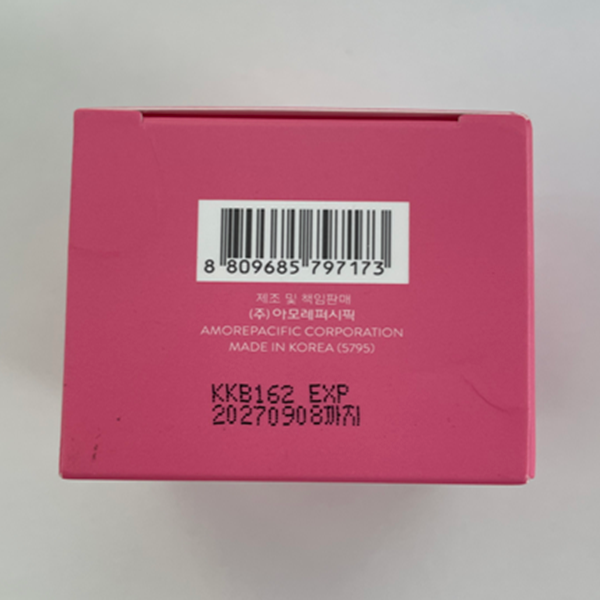 8 809685 797173
제조 및 책임판매
(주)아모레퍼시픽
AMOREPACIFIC CORPORATION
MADE IN KOREA (5795)
KKB162 EXP
20270908까지